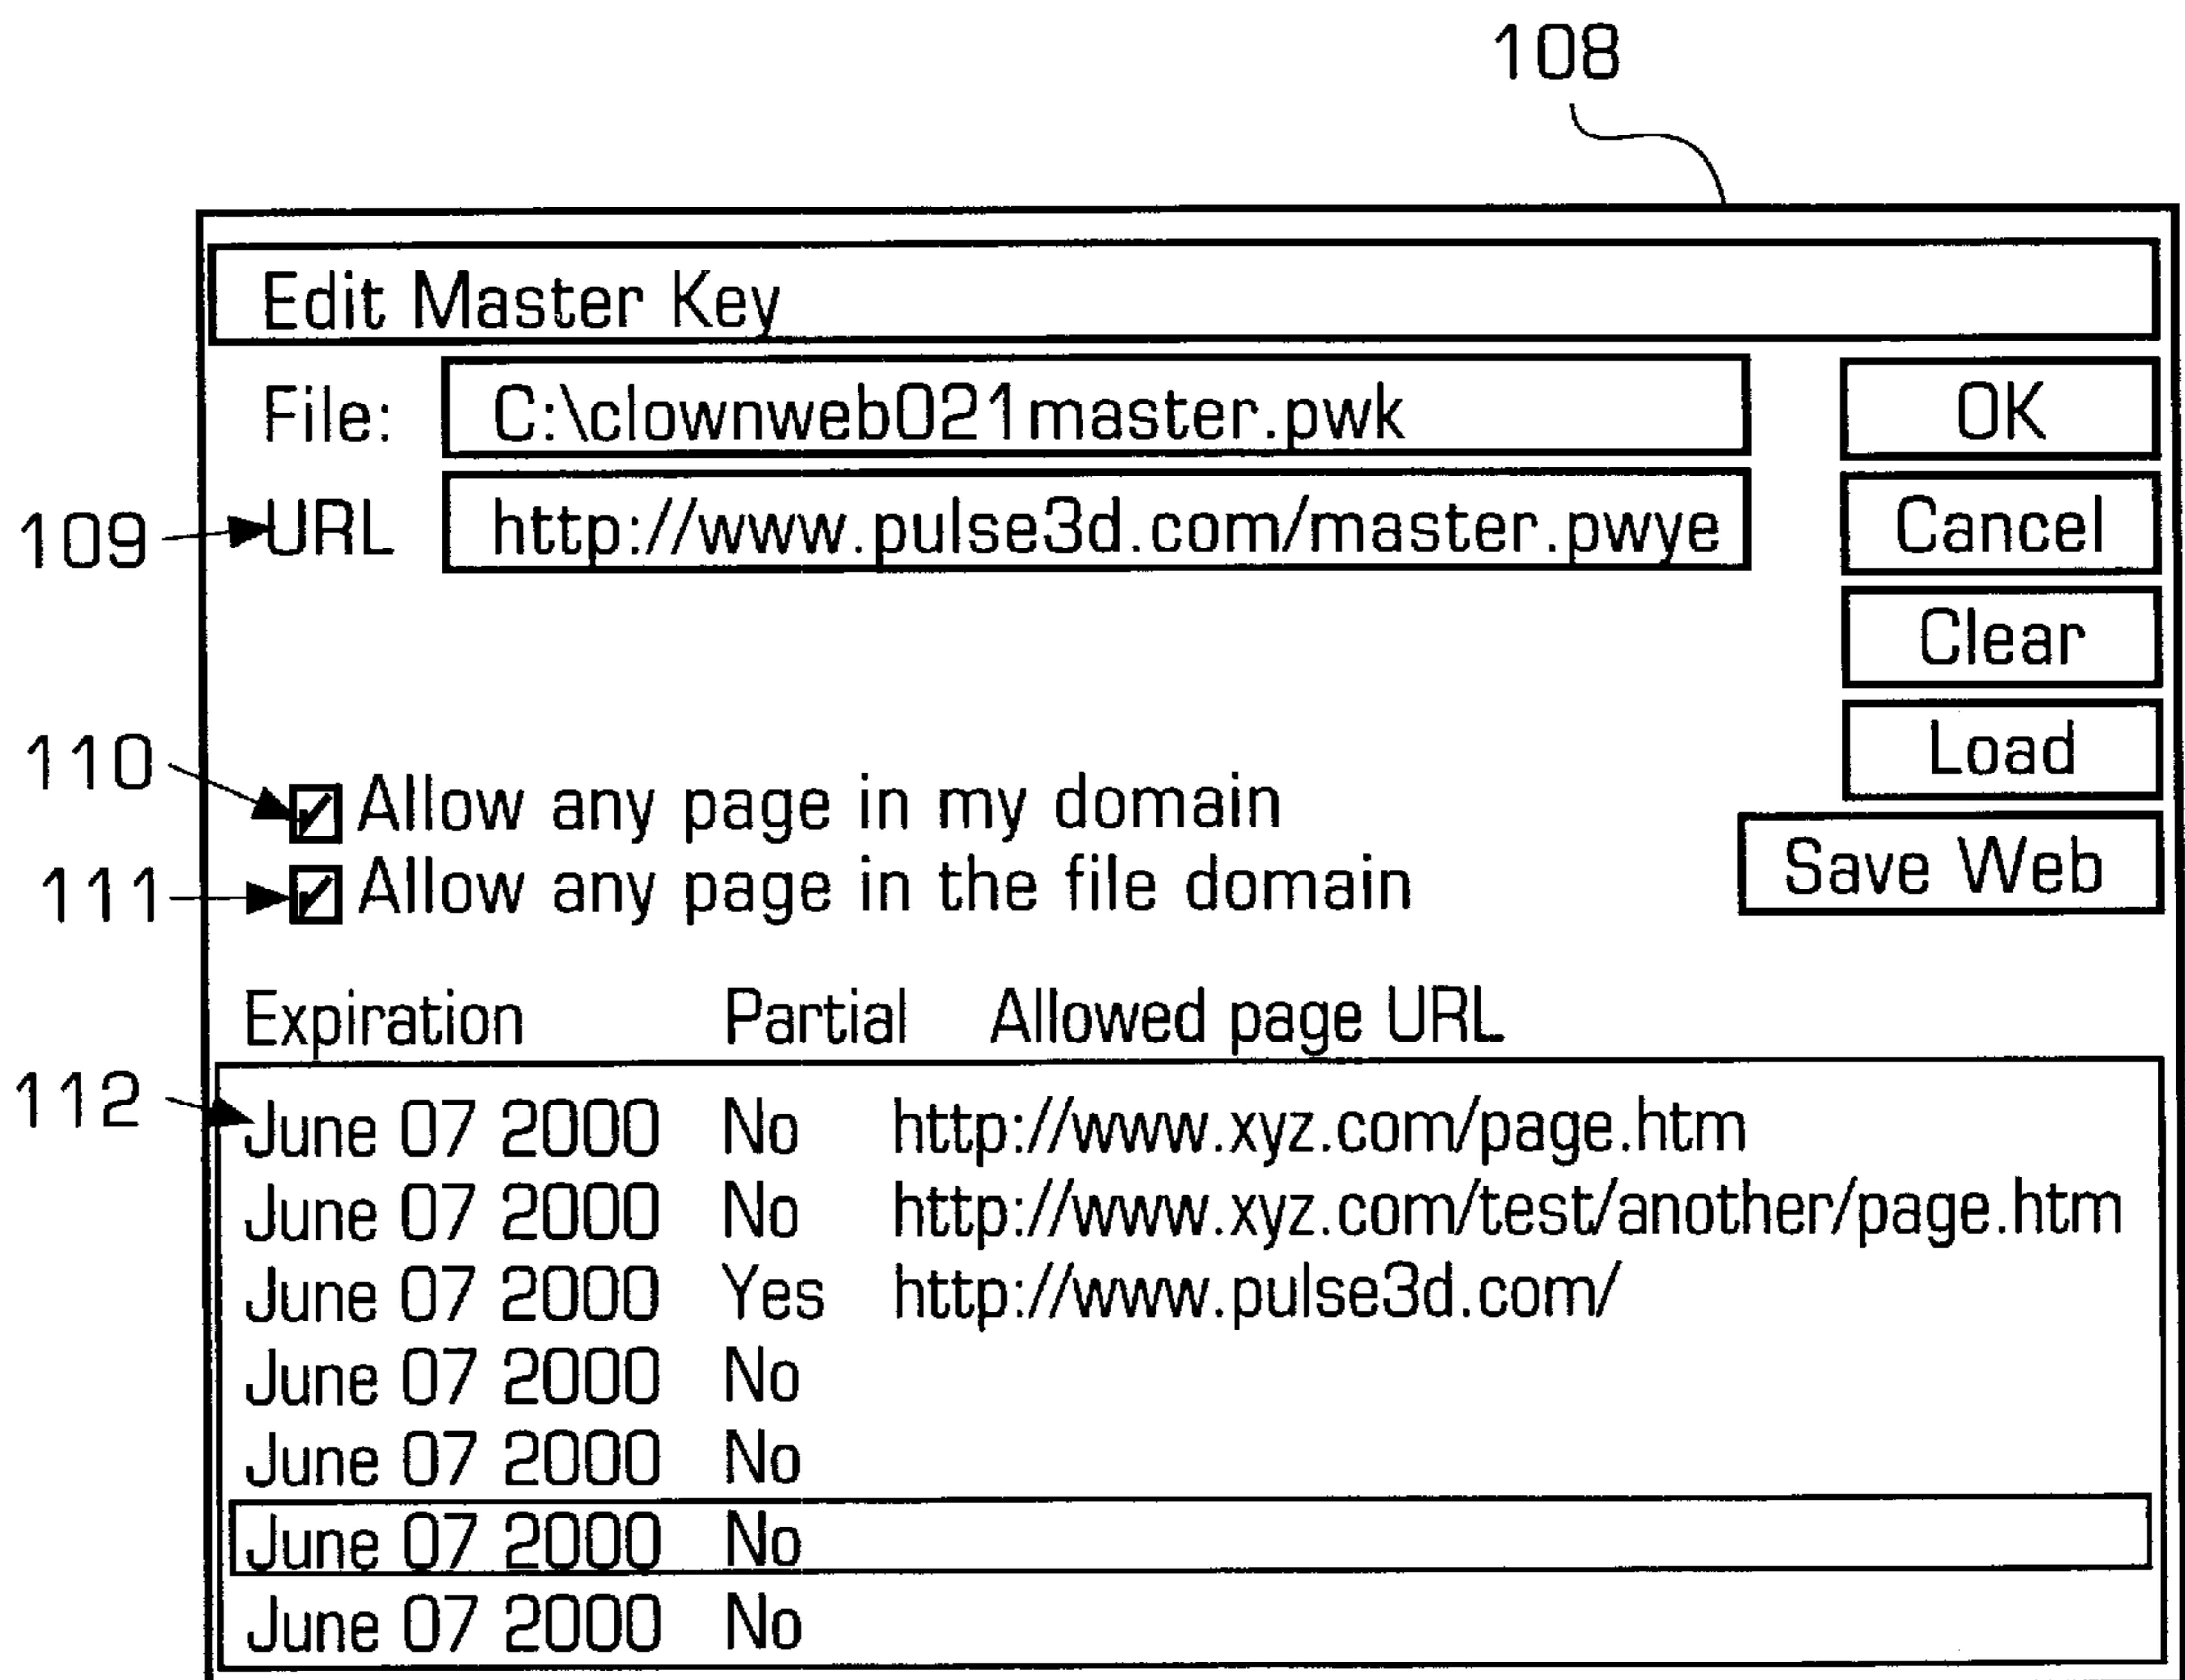 108
Edit Master Key
File: C:\clownweb021master.pwk OK
109 URL http://www.pulse3d.com/master.pwye Cancel
Clear
Load
110 Allow any page in my domain
Save Web
111 Allow any page in the file domain
Expiration Partial Allowed page URL
112 June 07 2000 No http://www.xyz.com/page.htm
June 07 2000 No http://www.xyz.com/test/another/page.htm
June 07 2000 Yes http://www.pulse3d.com/
June 07 2000 No
June 07 2000 No
June 07 2000 No
June 07 2000 No